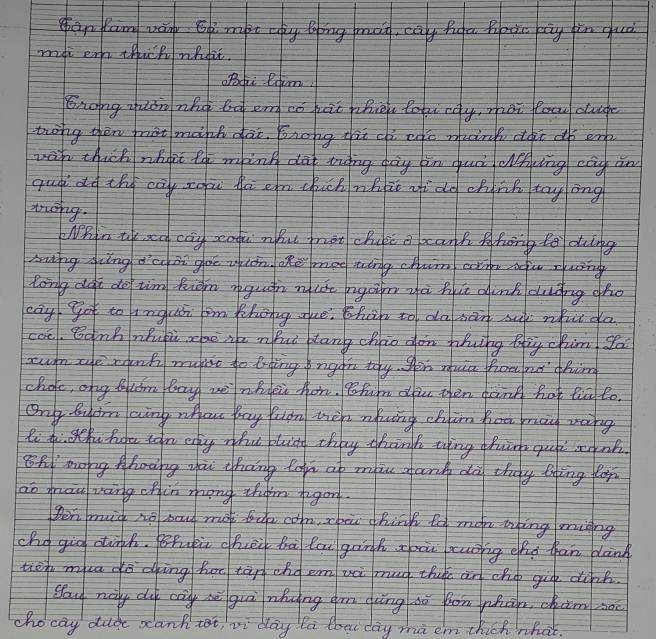 Tập làm văn: Tả một cây bóng mát, cây hoa hoặc cây ăn quả
mà em thích nhất.
Bài làm.
Trong vườn nhà bà em có rất nhiều loại cây, mỗi loại được
trồng trên một mảnh đất. Trong tất cả các mảnh đất đó em
vẫn thích nhất là mảnh đất trồng cây ăn quả. Những cây ăn
quả đó thì cây xoài là em thích nhất vì do chính tay ông
trồng.
Nhìn từ xa cây xoài như một chiếc ô xanh khổng lồ đứng
sừng sững ở cuối góc vườn. Rễ mọc từng chùm, cắm sâu xuống
lòng đất để tìm kiếm nguồn nước ngầm và hút dinh dưỡng cho
cây. Gốc to 1 người ôm không xuể. Thân to, da sần sùi như da
cóc. Cành nhiều xoè ra như đang chào đón những bầy chim. Lá
xum xuê xanh mướt to bằng 3 ngón tay. Đến mùa hoa nở chim
chóc, ong bướm bay về nhiều hơn. Chim đậu trên cành hót líu lo.
Ong bướm cùng nhau bay lượn trên những chùm hoa màu vàng
li ti. Khi hoa tàn cây như được thay thành từng chùm quả xanh.
Chỉ trong khoảng vài tháng lớp áo màu xanh đã thay bằng lớp
áo màu vàng chín mọng thơm ngon.
Đến mùa hè sau mỗi bữa cơm, xoài chính là món tráng miệng
cho gia đình. Chiều chiều bà lại gánh xoài xuống chợ bán dành
tiền mua đồ dùng học tập cho em và mua thức ăn cho gia đình.
Sau này dù cây sẽ già nhưng em cũng sẽ bón phân, chăm sóc
cho cây được xanh tốt, vì đây là loại cây mà em thích nhất.